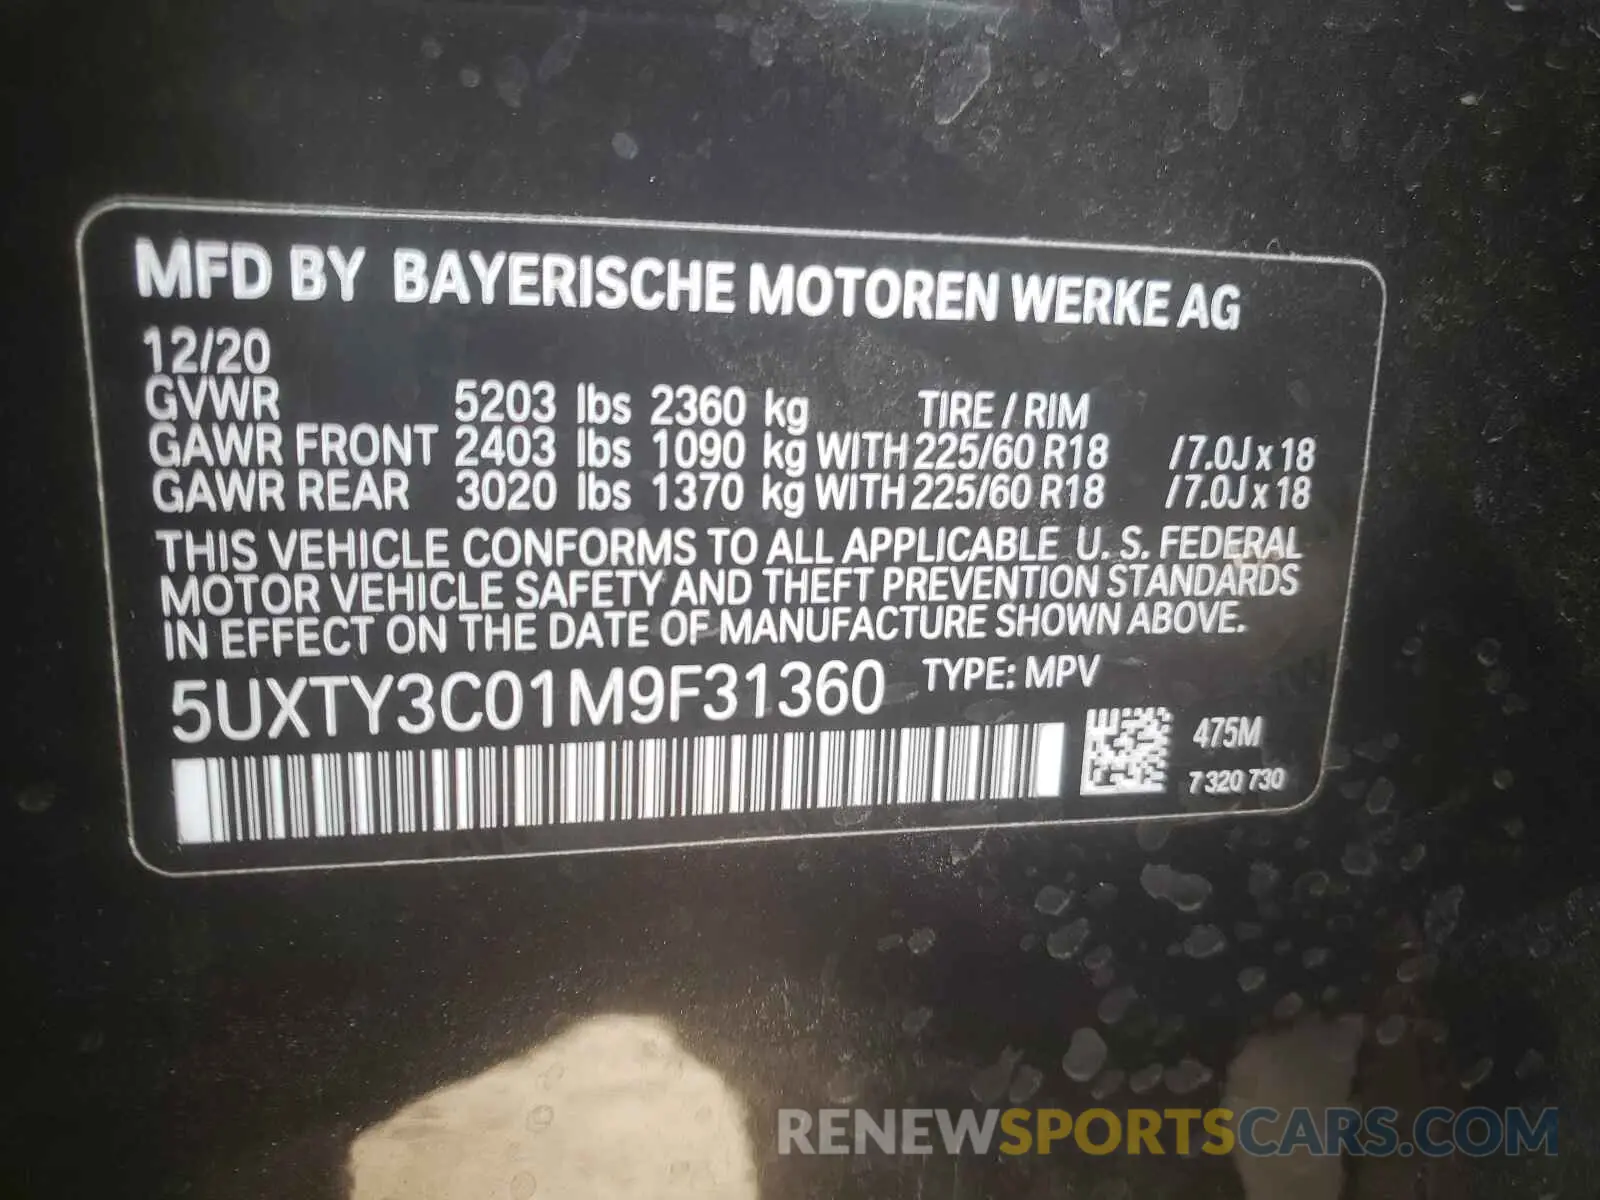 MFD BY BAYERISCHE MOTOREN WERKE AG
12/20
GVWR 5203 lbs 2360 kg TIRE / RIM
GAWR FRONT 2403 lbs 1090 kg WITH 225/60 R18 /7.0J x 18
GAWR REAR 3020 lbs 1370 kg WITH 225/60 R18 /7.0J x 18
THIS VEHICLE CONFORMS TO ALL APPLICABLE U. S. FEDERAL
MOTOR VEHICLE SAFETY AND THEFT PREVENTION STANDARDS
IN EFFECT ON THE DATE OF MANUFACTURE SHOWN ABOVE.
5UXTY3C01M9F31360 TYPE: MPV
475M
7 320 730
RENEWSPORTSCARS.COM